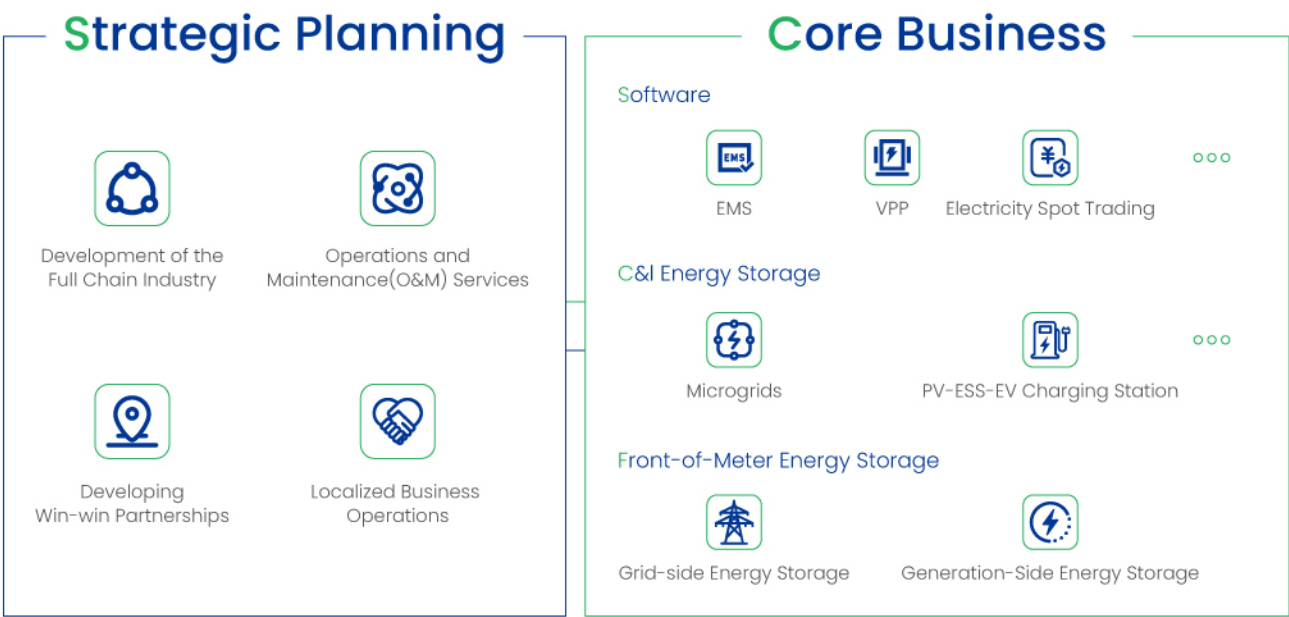 Strategic Planning
Development of the
Full Chain Industry
Operations and
Maintenance(O&M) Services
Developing
Win-win Partnerships
Localized Business
Operations
Core Business
Software
EMS
EMS
VPP
Electricity Spot Trading
C&I Energy Storage
Microgrids
PV-ESS-EV Charging Station
Front-of-Meter Energy Storage
Grid-side Energy Storage
Generation-Side Energy Storage